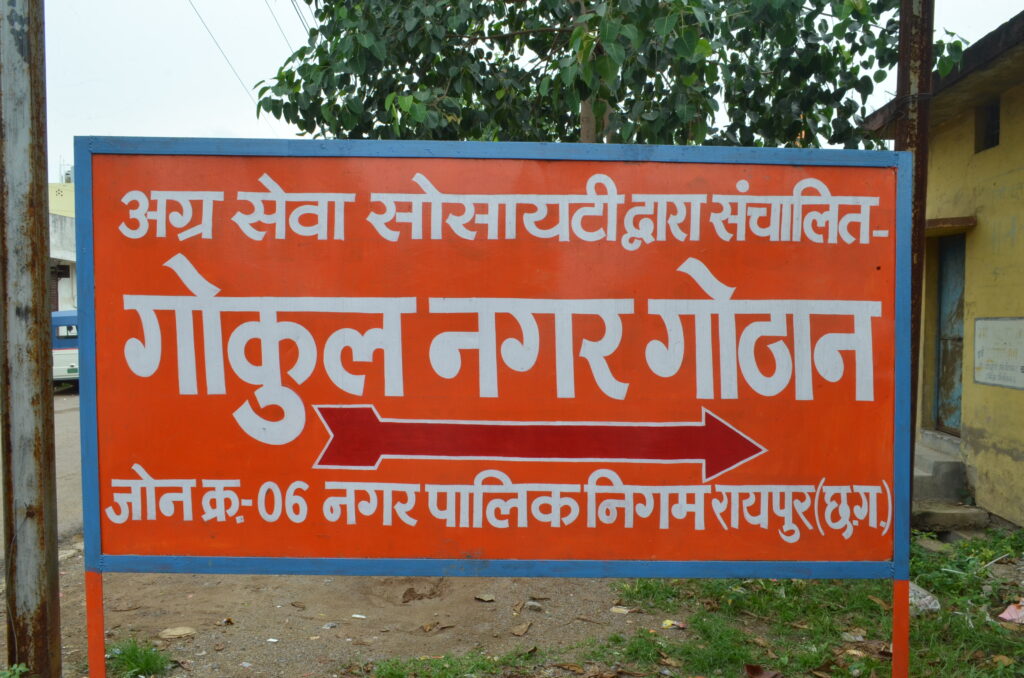 अग्र सेवा सोसायटी द्वारा संचालित-
गोकुल नगर गोठान
जोन क्र.-06 नगर पालिक निगम रायपुर (छ.ग.)